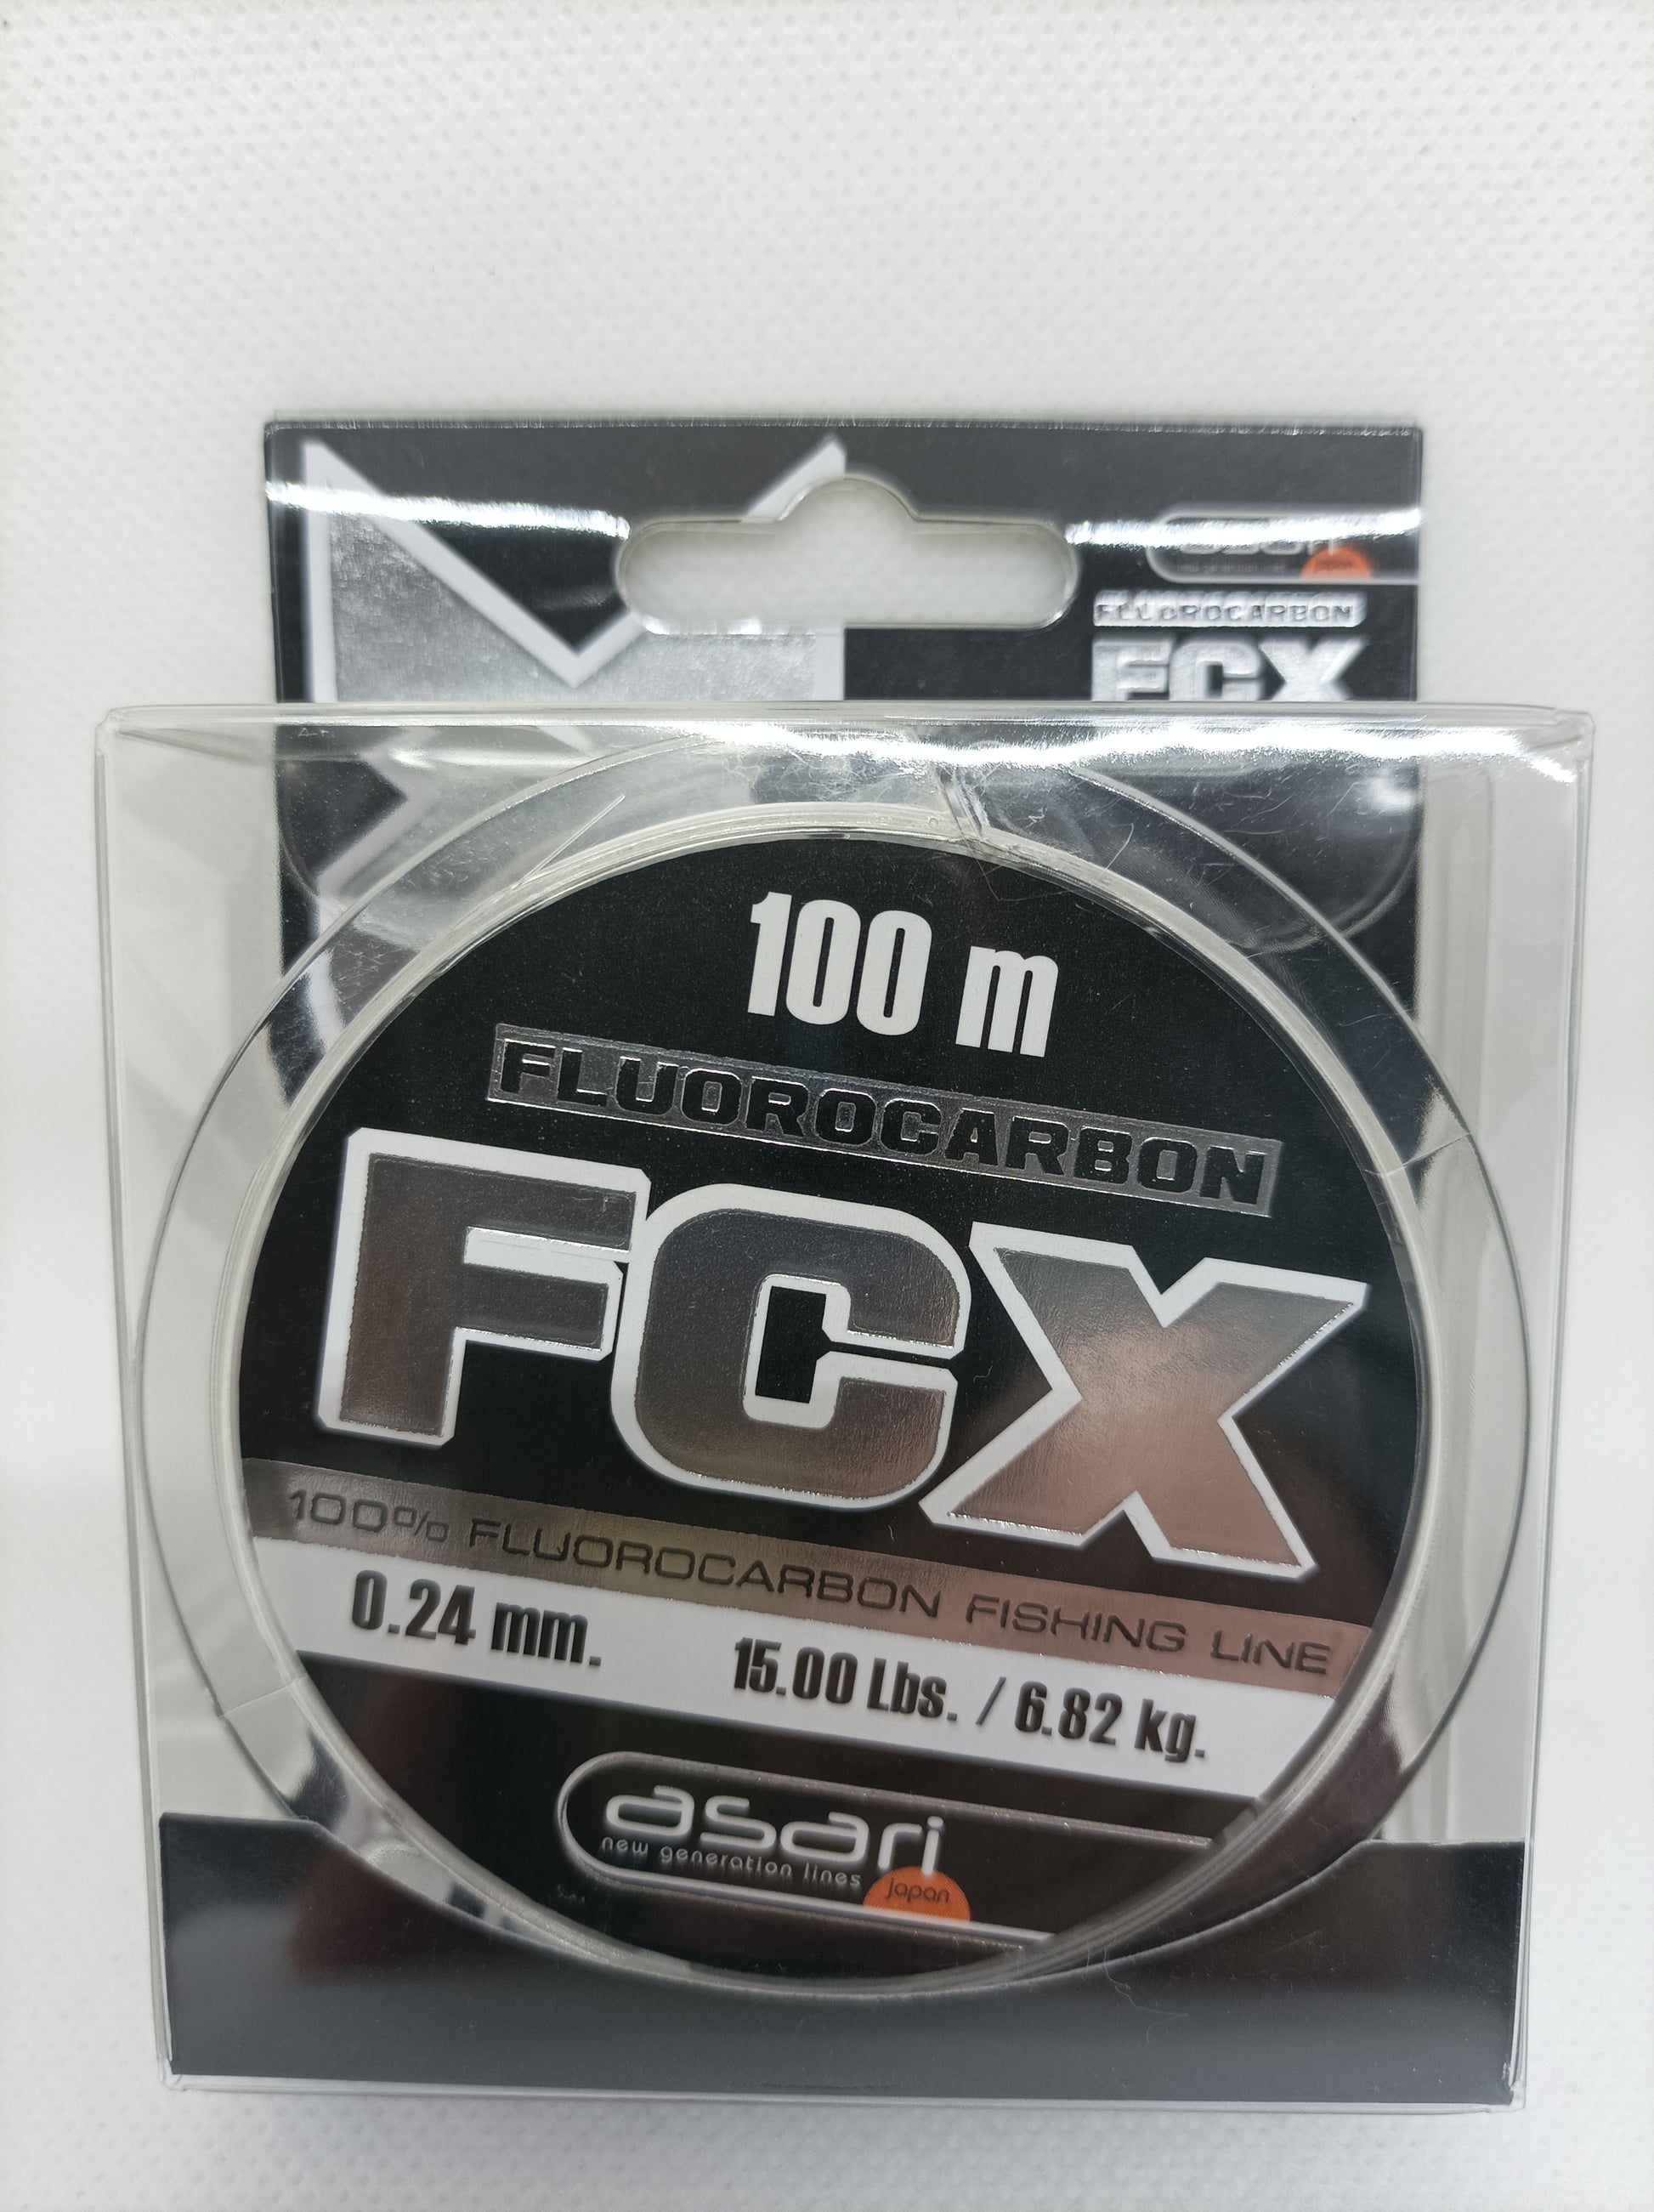 japan
FLUOROCARBON
FCX
100 m
FLUOROCARBON
FCX
100% FLUOROCARBON FISHING LINE
0.24 mm. 15.00 Lbs. / 6.82 kg.
asari
new generation lines
japan